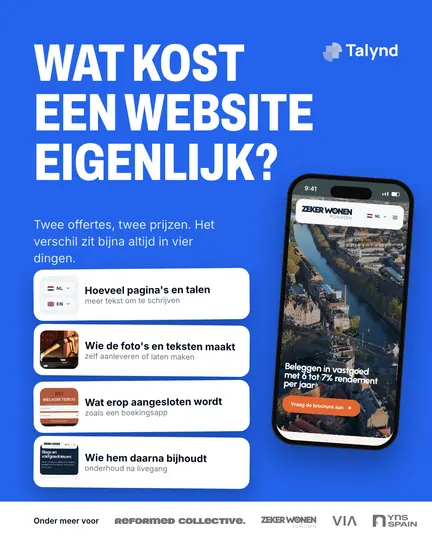 WAT KOST
EEN WEBSITE
EIGENLIJK?
Talynd
Twee offertes, twee prijzen. Het
verschil zit bijna altijd in vier
dingen.
NL
EN
Hoeveel pagina's en talen
meer tekst om te schrijven
Wie de foto's en teksten maakt
zelf aanleveren of laten maken
WELKOM TERUG
Wat erop aangesloten wordt
zoals een boekingsapp
Blogs en
vastgoednieuws
Wie hem daarna bijhoudt
onderhoud na livegang
9:41
ZEKER WONEN
NL
Beleggen in vastgoed
met 6 tot 7% rendement
per jaar
Vraag de brochure aan
Onder meer voor
REFORMED COLLECTIVE.
ZEKER WONEN
VIA
YNS
SPAIN